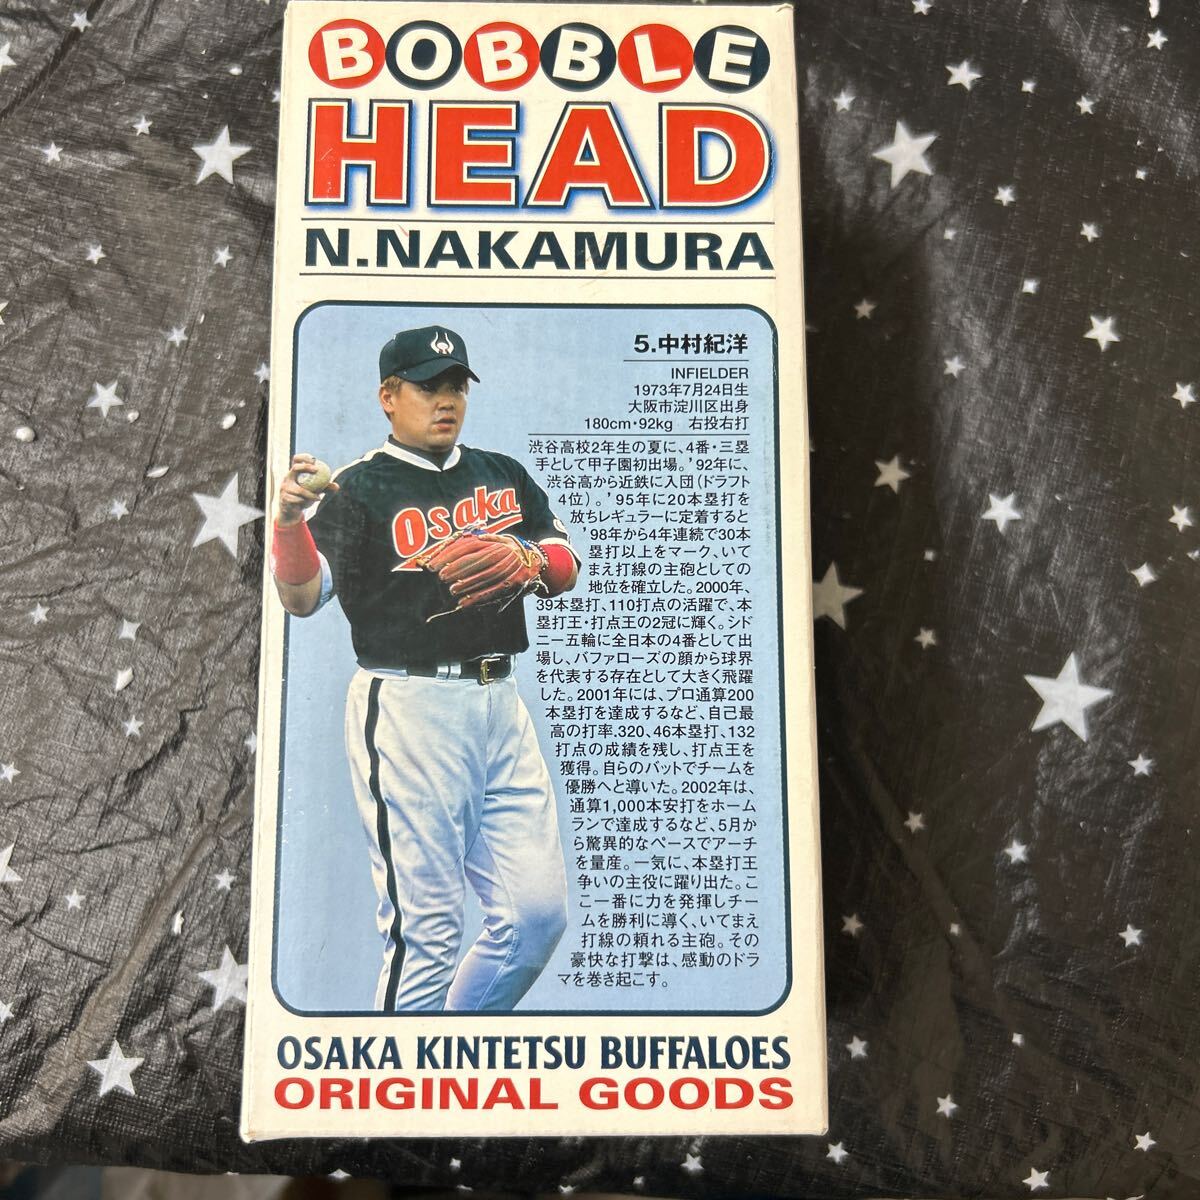 BOBBLE
HEAD
N.NAKAMURA
5.中村紀洋
INFIELDER
1973年7月24日生
大阪市淀川区出身
180cm・92kg 右投右打
渋谷高校2年生の夏に、4番・三塁
手として甲子園初出場。'92年に、
渋谷高から近鉄に入団(ドラフト
4位)。'95年に20本塁打を
放ちレギュラーに定着すると
'98年から4年連続で30本
塁打以上をマーク、いて
まえ打線の主砲としての
地位を確立した。2000年、
39本塁打、110打点の活躍で、本
塁打王・打点王の2冠に輝く。シド
ニー五輪に全日本の4番として出
場し、バファローズの顔から球界
を代表する存在として大きく飛躍
した。2001年には、プロ通算200
本塁打を達成するなど、自己最
高の打率.320、46本塁打、132
打点の成績を残し、打点王を
獲得。自らのバットでチームを
優勝へと導いた。2002年は、
通算1,000本安打をホーム
ランで達成するなど、5月か
ら驚異的なペースでアーチ
を量産。一気に、本塁打王
争いの主役に躍り出た。こ
こ一番に力を発揮しチー
ムを勝利に導く、いてまえ
打線の頼れる主砲。その
豪快な打撃は、感動のドラ
マを巻き起こす。
Osaka
OSAKA KINTETSU BUFFALOES
ORIGINAL GOODS